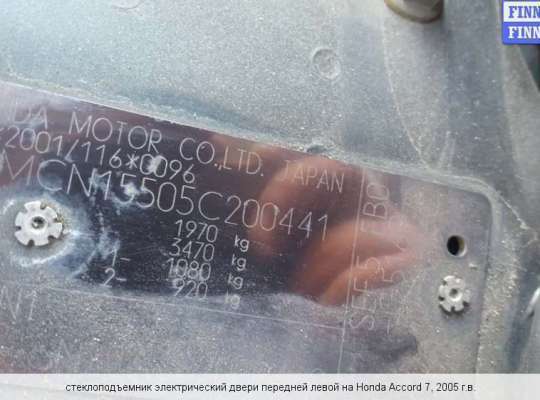 FINN
FINN
DA MOTOR CO.,LTD. JAPAN
2001/116*0096
MCN15505C200441
1970 kg
3470 kg
1- 1080 kg
2- 920 kg
стеклоподъемник электрический двери передней левой на Honda Accord 7, 2005 г.в.